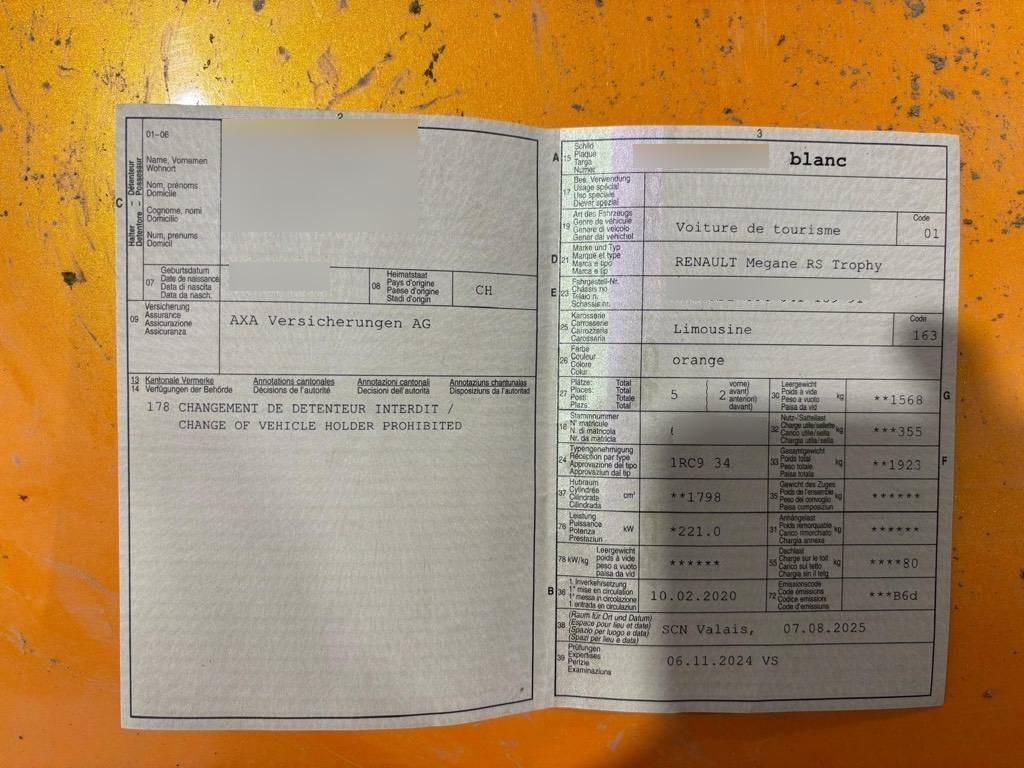 2
01–06
Name, Vornamen
Wohnort
Nom, prénoms
Domicile
Cognome, nomi
Domicilio
Num, prenums
Domicil
C
Halter – Détenteur
Detentore – Possessur
07
Geburtsdatum
Date de naissance
Data di nascita
Data da nasch.
08
Heimatstaat
Pays d'origine
Paese d'origine
Stadi d'origin
CH
09
Versicherung
Assurance
Assicurazione
Assicuranza
AXA Versicherungen AG
13
14
Kantonale Vermerke
Verfügungen der Behörde
Annotations cantonales
Décisions de l'autorité
Annotazioni cantonali
Decisioni dell'autorità
Annotaziuns chantunalas
Disposiziuns da l'autoritad
178 CHANGEMENT DE DETENTEUR INTERDIT /
CHANGE OF VEHICLE HOLDER PROHIBITED
3
A
15
Schild
Plaque
Targa
Numer
blanc
17
Bes. Verwendung
Usage spécial
Uso speciale
Diever spezial
19
Art des Fahrzeugs
Genre de véhicule
Genere di veicolo
Gener dal vehichel
Voiture de tourisme
Code
01
D
21
Marke und Typ
Marque et type
Marca e tipo
Marca e tip
RENAULT Megane RS Trophy
E
23
Fahrgestell-Nr.
Châssis no
Telaio n.
Schassis nr.
25
Karosserie
Carrosserie
Carrozzeria
Carossaria
Limousine
Code
163
26
Farbe
Couleur
Colore
Colur
orange
27
Plätze: Total
Places: Total
Posti: Totale
Plazs: Total
5
2
vorne)
avant)
anteriori)
davant)
30
Leergewicht
Poids à vide
Peso a vuoto
Paisa da vid
kg
**1568
G
18
Stammnummer
N° matricule
N. di matricola
Nr. da matricla
32
Nutz-/Sattellast
Charge utile/sellette
Carico utile/sella
Chargia utila/sella
kg
***355
24
Typengenehmigung
Réception par type
Approvazione del tipo
Approvaziun dal tip
1RC9 34
33
Gesamtgewicht
Poids total
Peso totale
Paisa totala
kg
**1923
F
37
Hubraum
Cylindrée
Cilindrata
Cilindrada
cm³
**1798
35
Gewicht des Zuges
Poids de l'ensemble
Peso del convoglio
Paisa cumposiziun
kg
******
76
Leistung
Puissance
Potenza
Prestaziun
kW
*221.0
31
Anhängelast
Poids remorquable
Carico rimorchiato
Chargia annexa
kg
******
78 kW/kg
Leergewicht
poids à vide
peso a vuoto
paisa da vid
******
55
Dachlast
Charge sur le toit
Carico sul tetto
Chargia sin il tetg
kg
****80
B
36
1. Inverkehrsetzung
1re mise en circulation
1a messa in circolazione
1. entrada en circulaziun
10.02.2020
72
Emissionscode
Code émissions
Codice emissioni
Code d'emissiuns
***B6d
38
(Raum für Ort und Datum)
(Espace pour lieu et date)
(Spazio per luogo e data)
(Spazi per lieu e data)
SCN Valais, 07.08.2025
39
Prüfungen
Expertises
Perizie
Examinaziuns
06.11.2024 VS